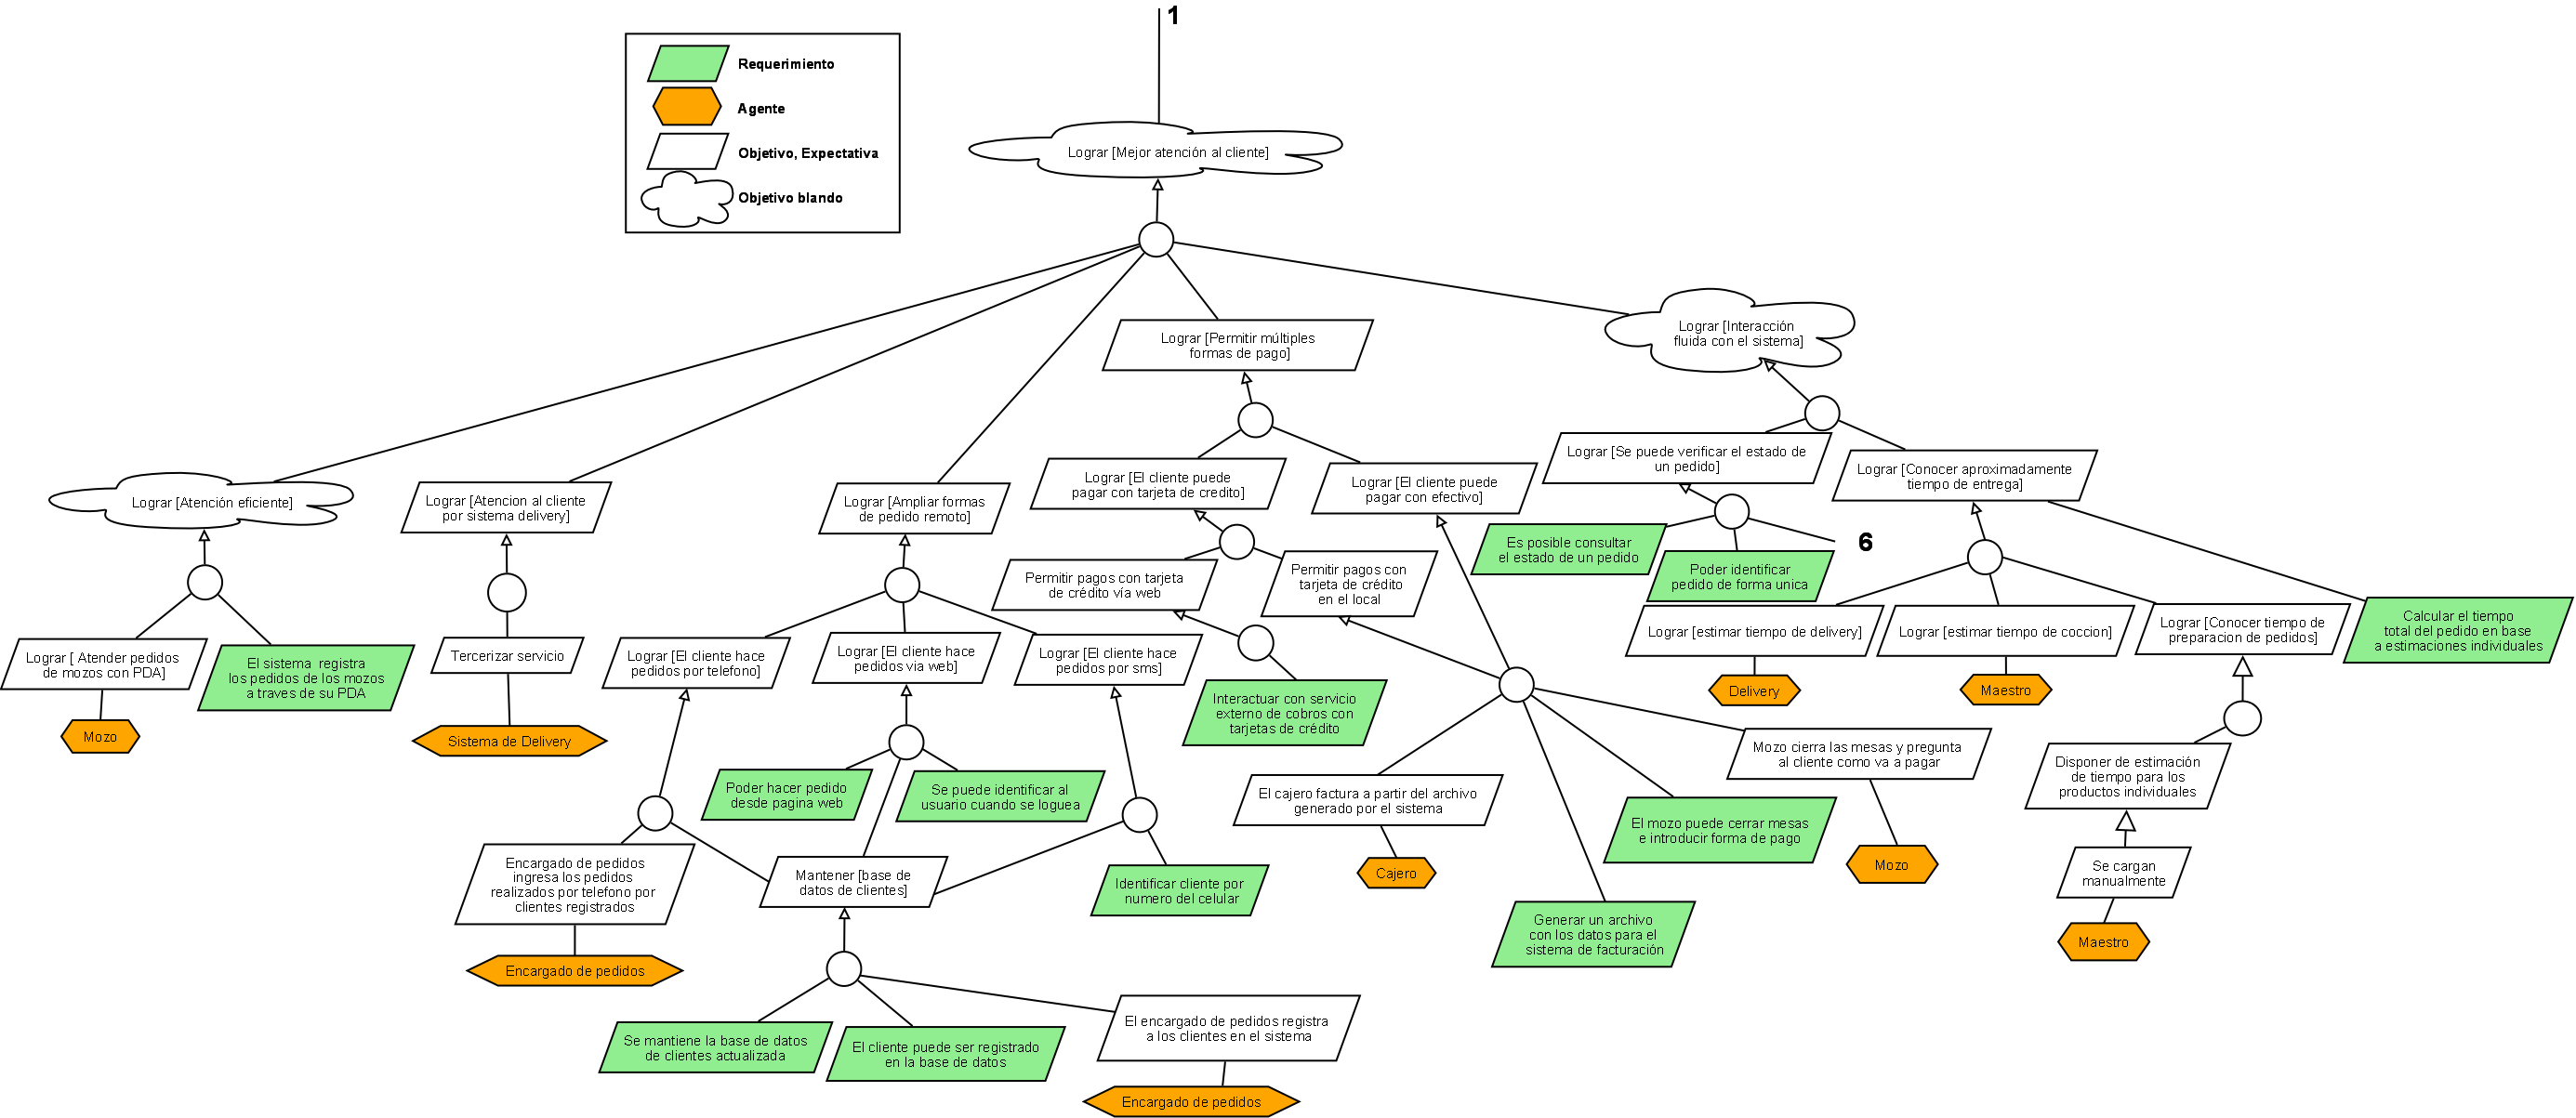 1
Requerimiento
Agente
Objetivo, Expectativa
Objetivo blando
Lograr [Mejor atención al cliente]
Lograr [Interacción
fluida con el sistema]
Lograr [Permitir múltiples
formas de pago]
Lograr [Atención eficiente]
Lograr [Atencion al cliente
por sistema delivery]
Lograr [Ampliar formas
de pedido remoto]
Lograr [El cliente puede
pagar con tarjeta de credito]
Lograr [El cliente puede
pagar con efectivo]
Lograr [Se puede verificar el estado de
un pedido]
Lograr [Conocer aproximadamente
tiempo de entrega]
Es posible consultar
el estado de un pedido
6
Poder identificar
pedido de forma unica
Permitir pagos con tarjeta
de crédito vía web
Permitir pagos con
tarjeta de crédito
en el local
Lograr [estimar tiempo de delivery]
Lograr [estimar tiempo de coccion]
Lograr [Conocer tiempo de
preparacion de pedidos]
Calcular el tiempo
total del pedido en base
a estimaciones individuales
Lograr [ Atender pedidos
de mozos con PDA]
El sistema registra
los pedidos de los mozos
a traves de su PDA
Tercerizar servicio
Lograr [El cliente hace
pedidos por telefono]
Lograr [El cliente hace
pedidos via web]
Lograr [El cliente hace
pedidos por sms]
Interactuar con servicio
externo de cobros con
tarjetas de crédito
Delivery
Maestro
Mozo
Sistema de Delivery
Poder hacer pedido
desde pagina web
Se puede identificar al
usuario cuando se loguea
El cajero factura a partir del archivo
generado por el sistema
Mozo cierra las mesas y pregunta
al cliente como va a pagar
Disponer de estimación
de tiempo para los
productos individuales
El mozo puede cerrar mesas
e introducir forma de pago
Encargado de pedidos
ingresa los pedidos
realizados por telefono por
clientes registrados
Mantener [base de
datos de clientes]
Identificar cliente por
numero del celular
Cajero
Mozo
Se cargan
manualmente
Generar un archivo
con los datos para el
sistema de facturación
Maestro
Encargado de pedidos
Se mantiene la base de datos
de clientes actualizada
El cliente puede ser registrado
en la base de datos
El encargado de pedidos registra
a los clientes en el sistema
Encargado de pedidos